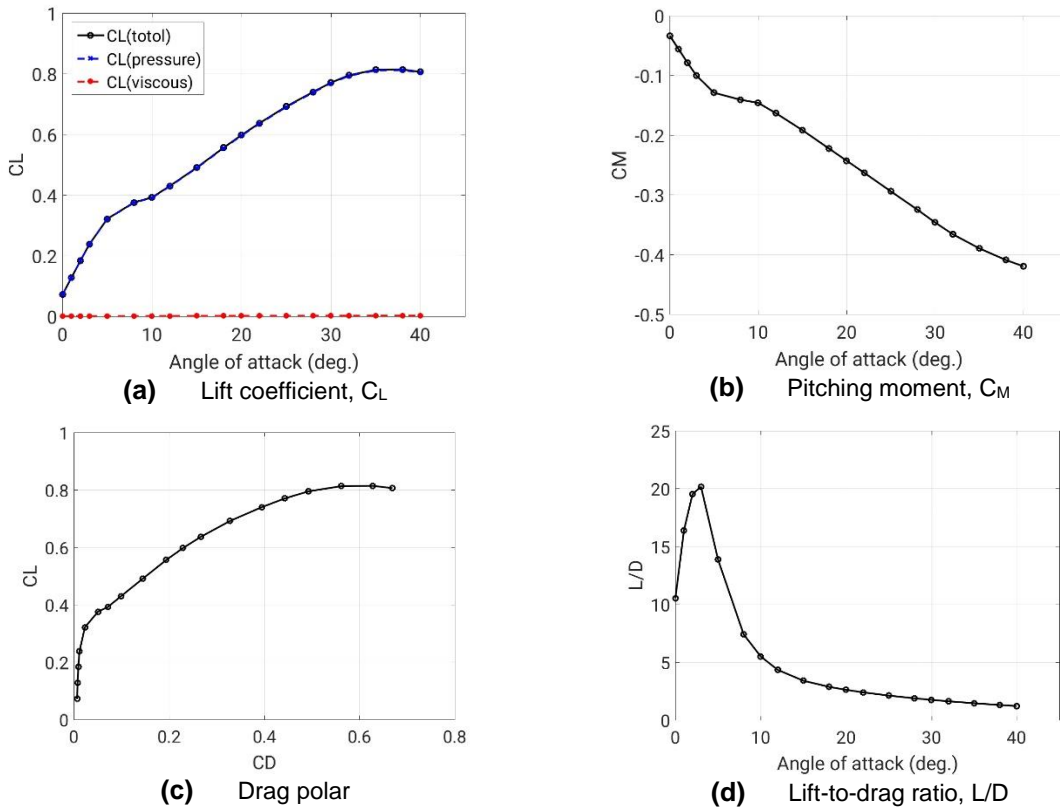 1
0.8
0.6
0.4
0.2
0
CL
CL(totol)
CL(pressure)
CL(viscous)
0 10 20 30 40
Angle of attack (deg.)
(a) Lift coefficient, CL
0
-0.1
-0.2
-0.3
-0.4
-0.5
CM
0 10 20 30 40
Angle of attack (deg.)
(b) Pitching moment, CM
1
0.8
0.6
0.4
0.2
0
CL
0 0.2 0.4 0.6 0.8
CD
(c) Drag polar
25
20
15
10
5
0
L/D
0 10 20 30 40
Angle of attack (deg.)
(d) Lift-to-drag ratio, L/D